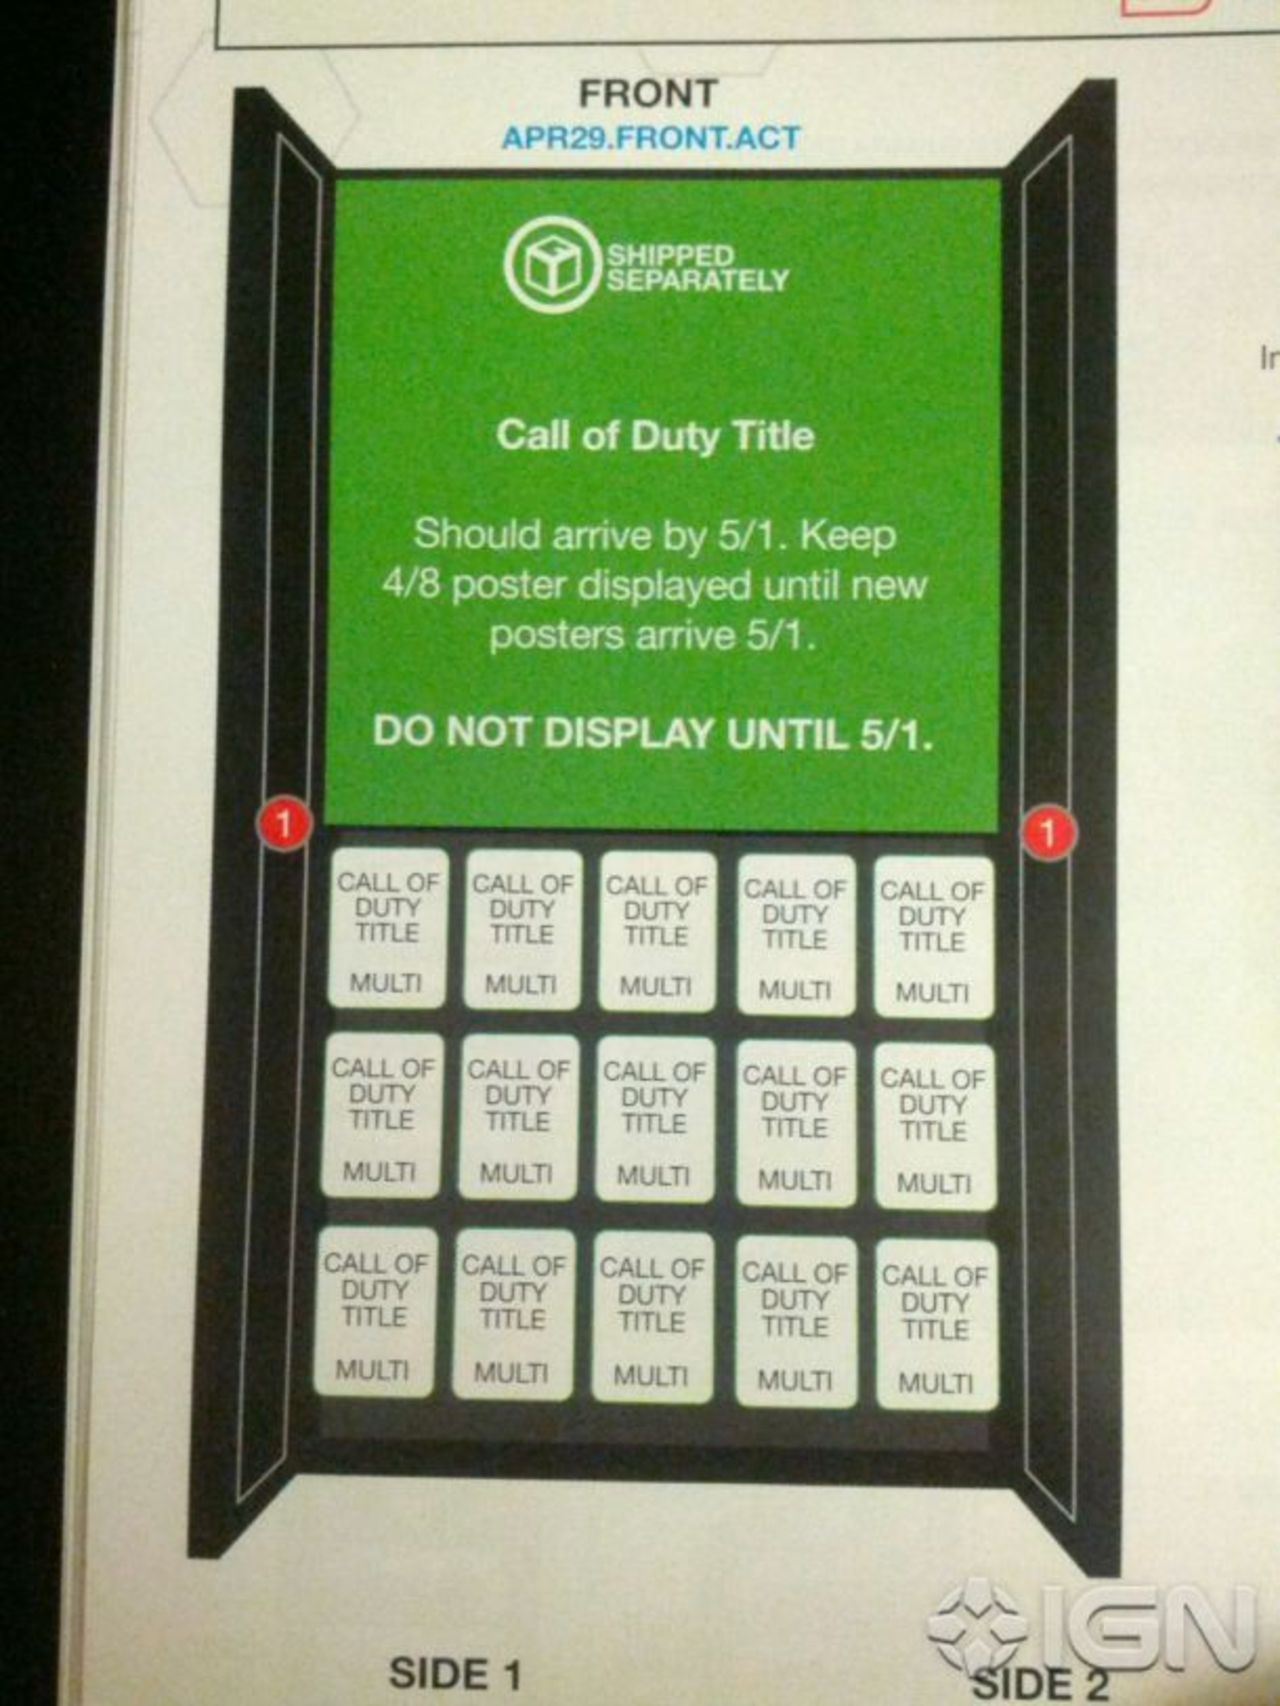 FRONT
APR29.FRONT.ACT
SHIPPED
SEPARATELY
In
Call of Duty Title
Should arrive by 5/1. Keep
4/8 poster displayed until new
posters arrive 5/1.
DO NOT DISPLAY UNTIL 5/1.
1 1
CALL OF CALL OF CALL OF CALL OF CALL OF
DUTY DUTY DUTY DUTY DUTY
TITLE TITLE TITLE TITLE TITLE
MULTI MULTI MULTI MULTI MULTI
CALL OF CALL OF CALL OF CALL OF CALL OF
DUTY DUTY DUTY DUTY DUTY
TITLE TITLE TITLE TITLE TITLE
MULTI MULTI MULTI MULTI MULTI
CALL OF CALL OF CALL OF CALL OF CALL OF
DUTY DUTY DUTY DUTY DUTY
TITLE TITLE TITLE TITLE TITLE
MULTI MULTI MULTI MULTI MULTI
IGN
SIDE 1 SIDE 2